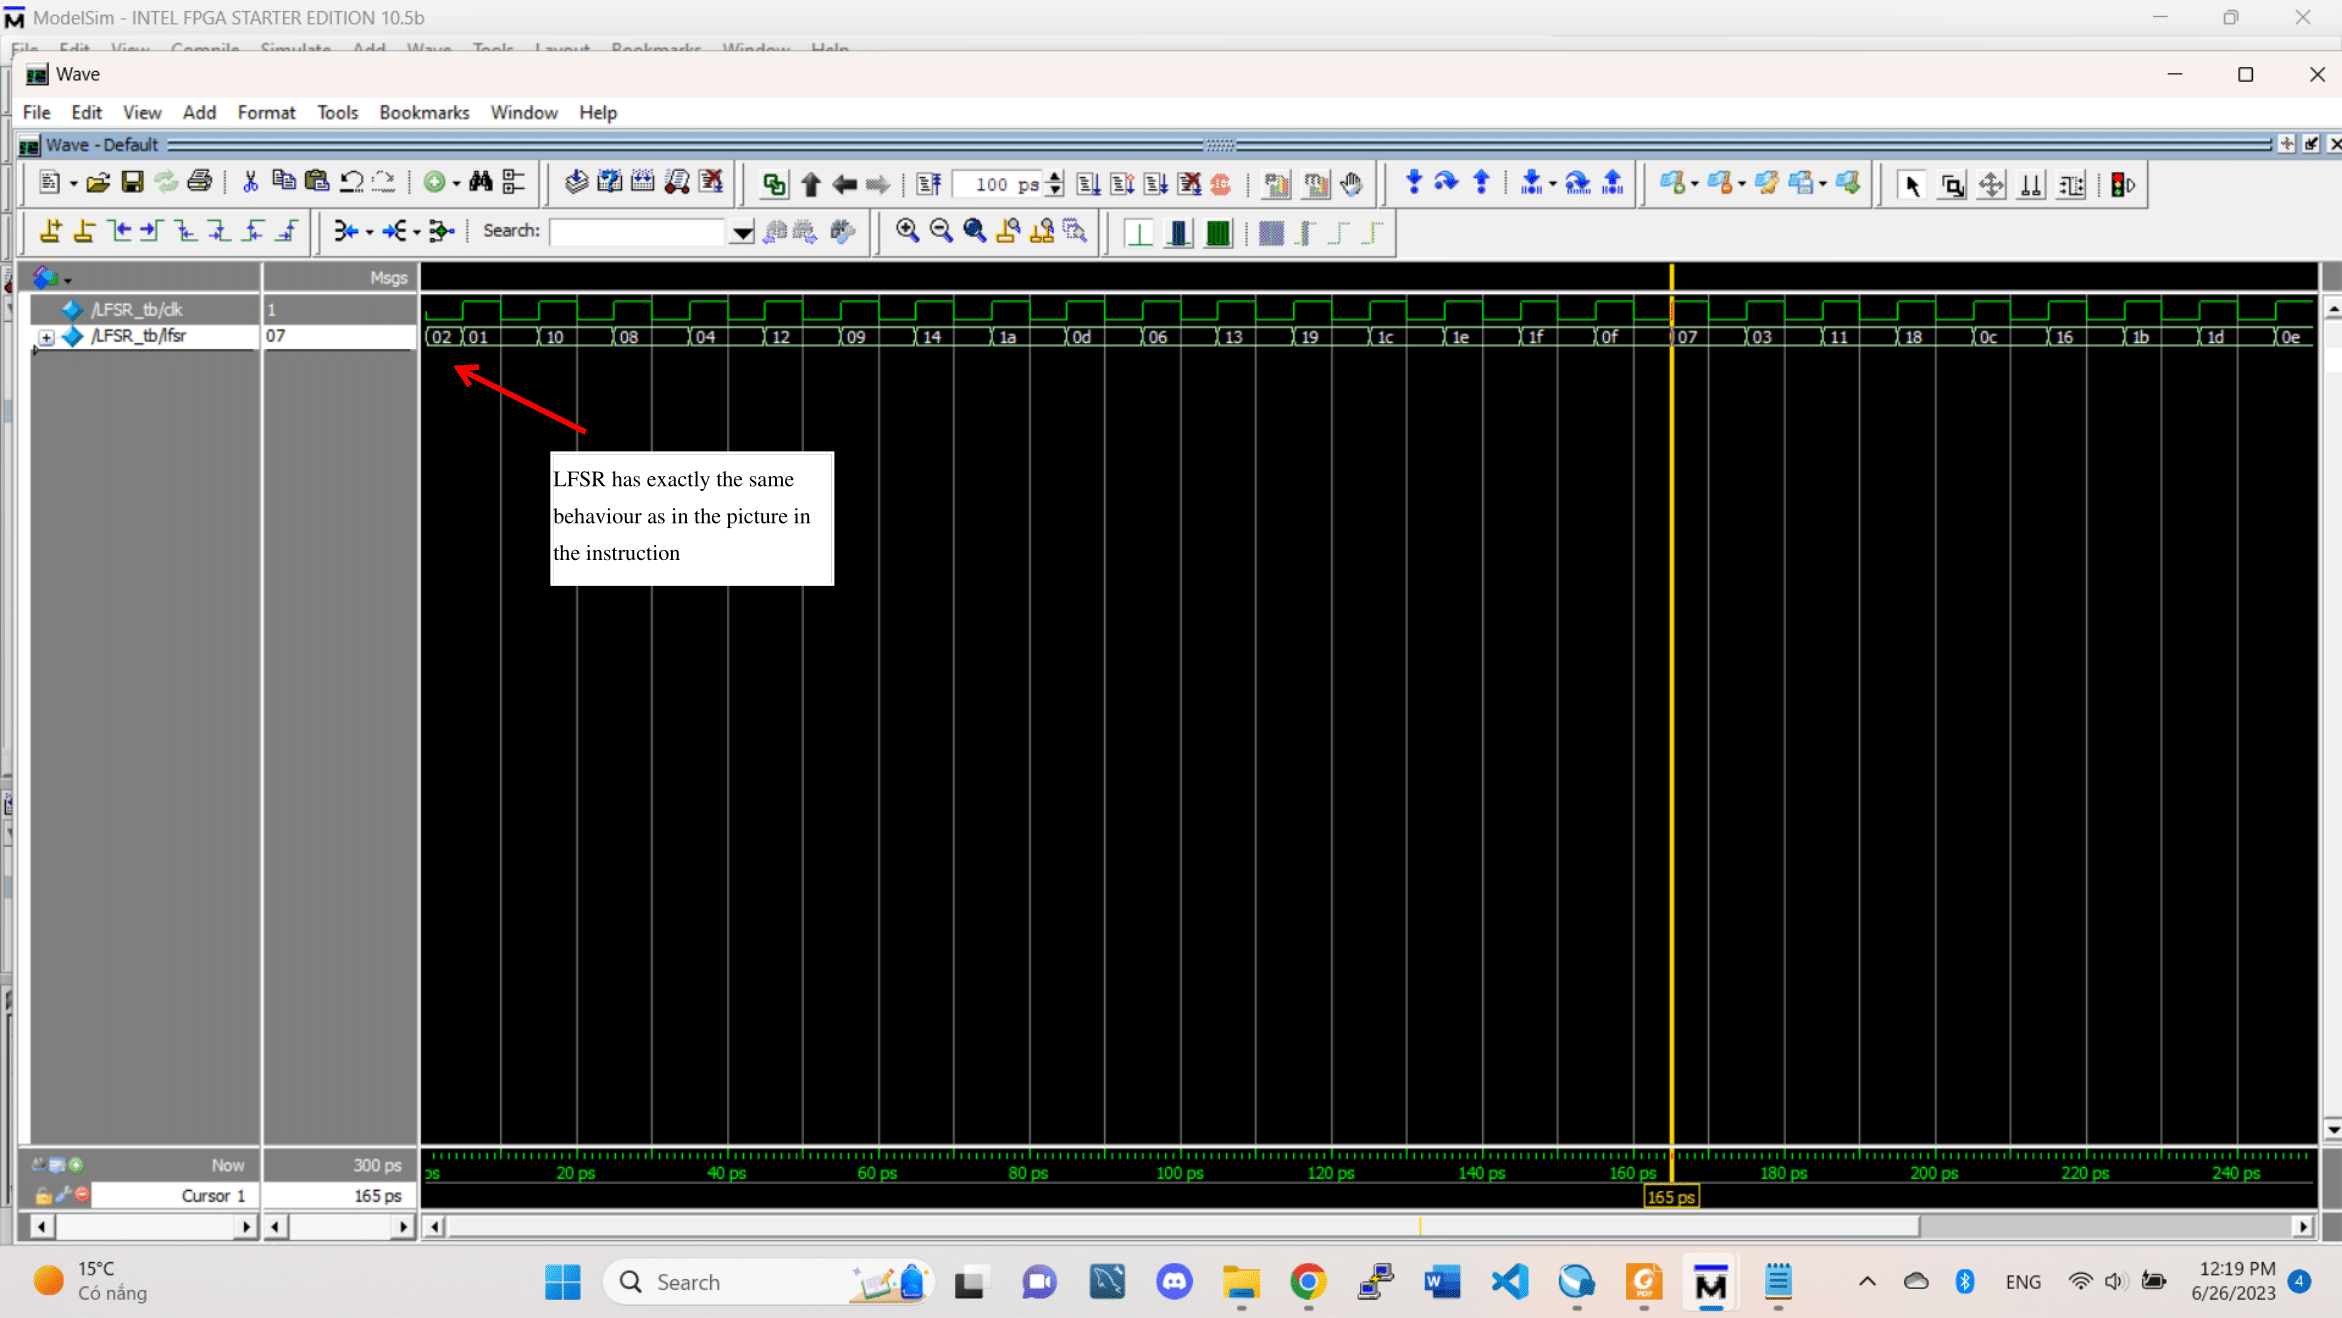 ModelSim - INTEL FPGA STARTER EDITION 10.5b
File Edit View Compile Simulate Add Wave Tools Layout Bookmarks Window Help
Wave
File Edit View Add Format Tools Bookmarks Window Help
Wave - Default
100 ps
Search:
Msgs
/LFSR_tb/clk 1
/LFSR_tb/lfsr 07 02 01 10 08 04 12 09 14 1a 0d 06 13 19 1c 1e 1f 0f 07 03 11 18 0c 16 1b 1d 0e
LFSR has exactly the same
behaviour as in the picture in
the instruction
Now 300 ps
ps 20 ps 40 ps 60 ps 80 ps 100 ps 120 ps 140 ps 160 ps 180 ps 200 ps 220 ps 240 ps
Cursor 1 165 ps 165 ps
15°C
Có nắng
Search
ENG
12:19 PM
6/26/2023
4